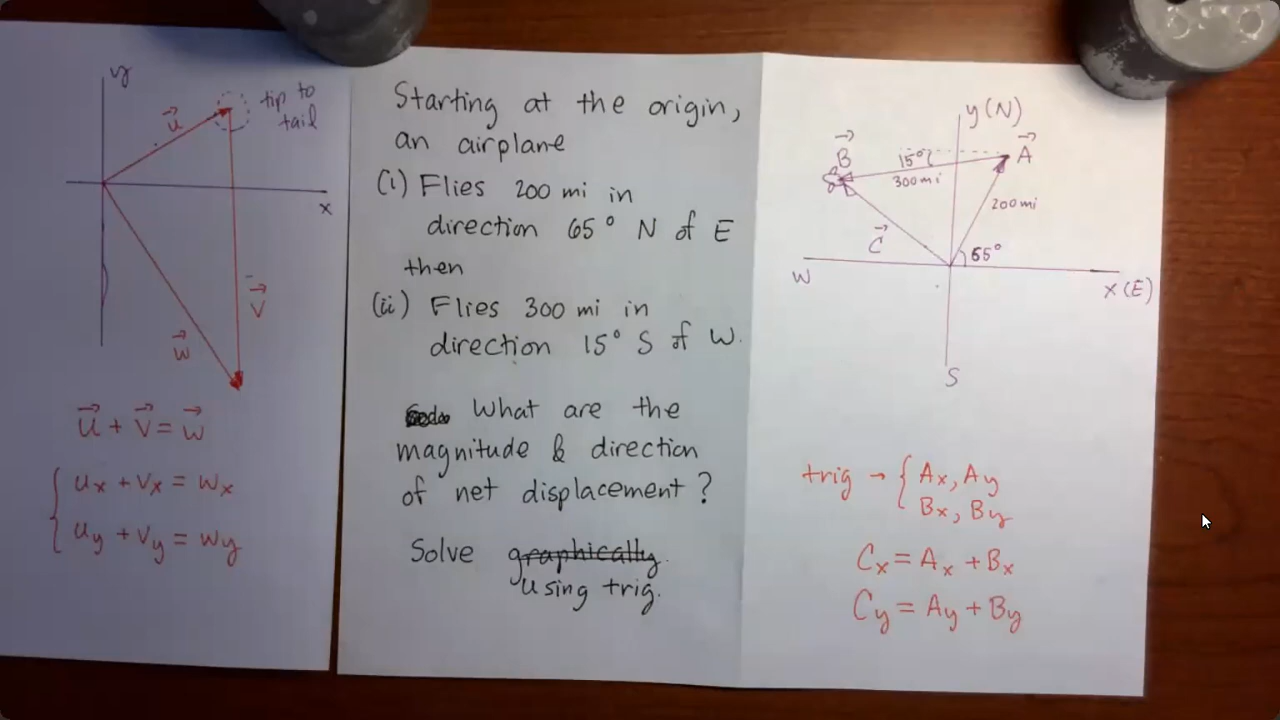 y
tip to
tail
u
x
v
w
u + v = w
ux + vx = wx
uy + vy = wy
Starting at the origin,
an airplane
(i) Flies 200 mi in
direction 65° N of E
then
(ii) Flies 300 mi in
direction 15° S of W.
What are the
magnitude & direction
of net displacement?
Solve graphically
using trig.
y (N)
B
15°
A
300 mi
200 mi
C
65°
W
x (E)
S
trig → { Ax, Ay
Bx, By
Cx = Ax + Bx
Cy = Ay + By